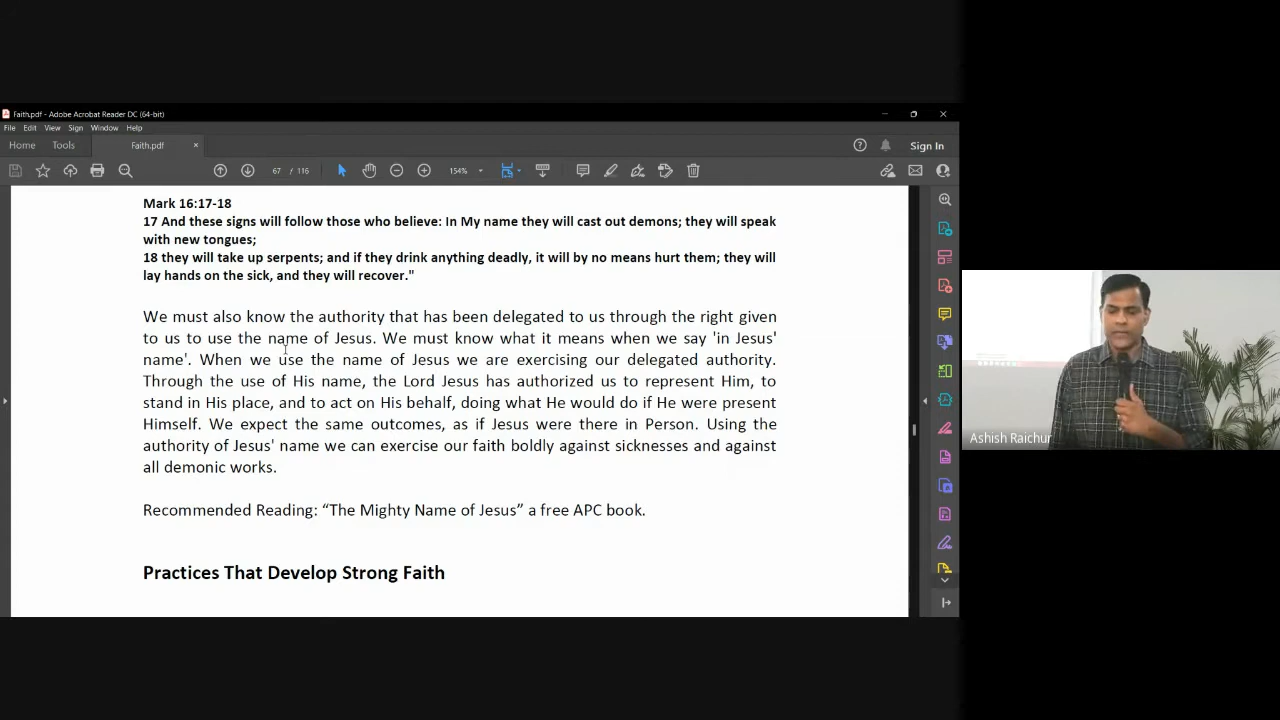 Faith.pdf - Adobe Acrobat Reader DC (64-bit)
File Edit View Sign Window Help
Home Tools Faith.pdf × Sign In
67 / 116 154%
Mark 16:17-18
17 And these signs will follow those who believe: In My name they will cast out demons; they will speak
with new tongues;
18 they will take up serpents; and if they drink anything deadly, it will by no means hurt them; they will
lay hands on the sick, and they will recover."
We must also know the authority that has been delegated to us through the right given
to us to use the name of Jesus. We must know what it means when we say 'in Jesus'
name'. When we use the name of Jesus we are exercising our delegated authority.
Through the use of His name, the Lord Jesus has authorized us to represent Him, to
stand in His place, and to act on His behalf, doing what He would do if He were present
Himself. We expect the same outcomes, as if Jesus were there in Person. Using the
authority of Jesus' name we can exercise our faith boldly against sicknesses and against
all demonic works.
Recommended Reading: “The Mighty Name of Jesus” a free APC book.
Practices That Develop Strong Faith
Ashish Raichur